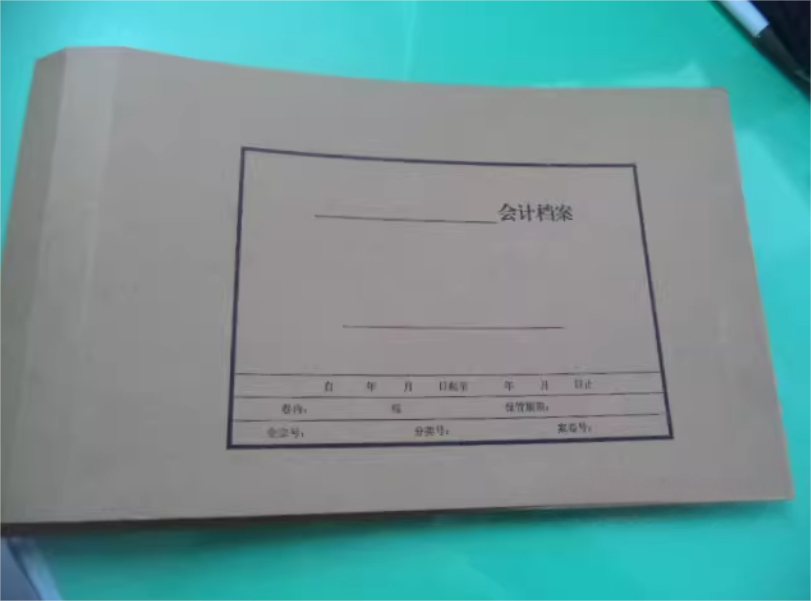 会计档案
自 年 月 日起至 年 月 日止
卷内: 保管期限:
全宗号: 分类号: 案卷号: